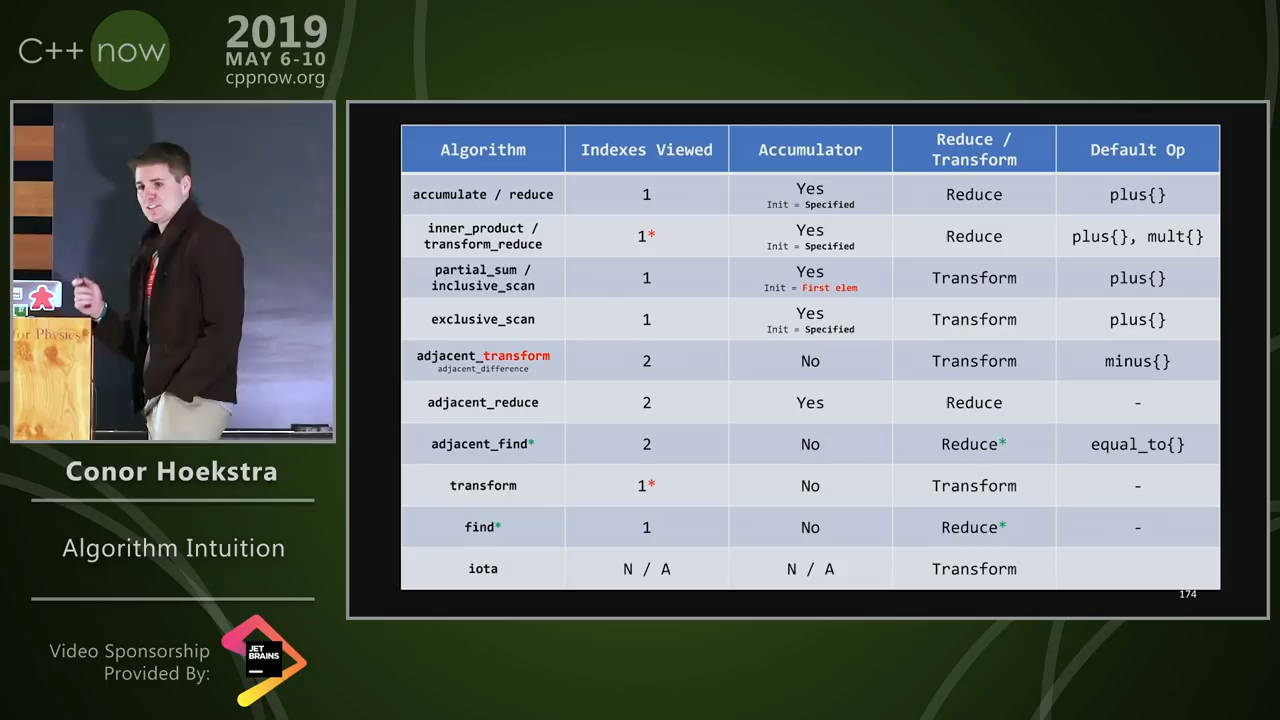 C++ now
2019
MAY 6-10
cppnow.org
for Physics
Conor Hoekstra
Algorithm Intuition
Video Sponsorship
Provided By:
JET
BRAINS
Algorithm Indexes Viewed Accumulator Reduce /
Transform Default Op
accumulate / reduce 1 Yes
Init = Specified Reduce plus{}
inner_product /
transform_reduce 1* Yes
Init = Specified Reduce plus{}, mult{}
partial_sum /
inclusive_scan 1 Yes
Init = First elem Transform plus{}
exclusive_scan 1 Yes
Init = Specified Transform plus{}
adjacent_transform
adjacent_difference 2 No Transform minus{}
adjacent_reduce 2 Yes Reduce -
adjacent_find* 2 No Reduce* equal_to{}
transform 1* No Transform -
find* 1 No Reduce* -
iota N / A N / A Transform
174